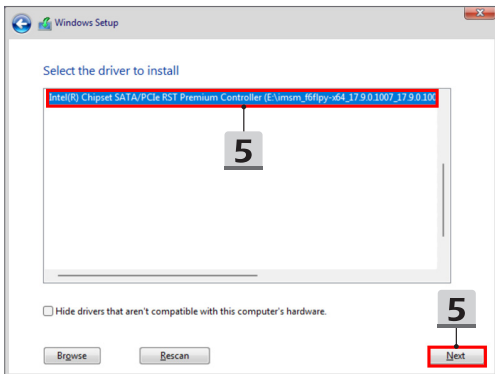 Windows Setup
Select the driver to install
Intel(R) Chipset SATA/PCIe RST Premium Controller (E:\imsm_f6flpy-x64_17.9.0.1007_17.9.0.100
5
Hide drivers that aren't compatible with this computer's hardware.
5
Browse Rescan Next